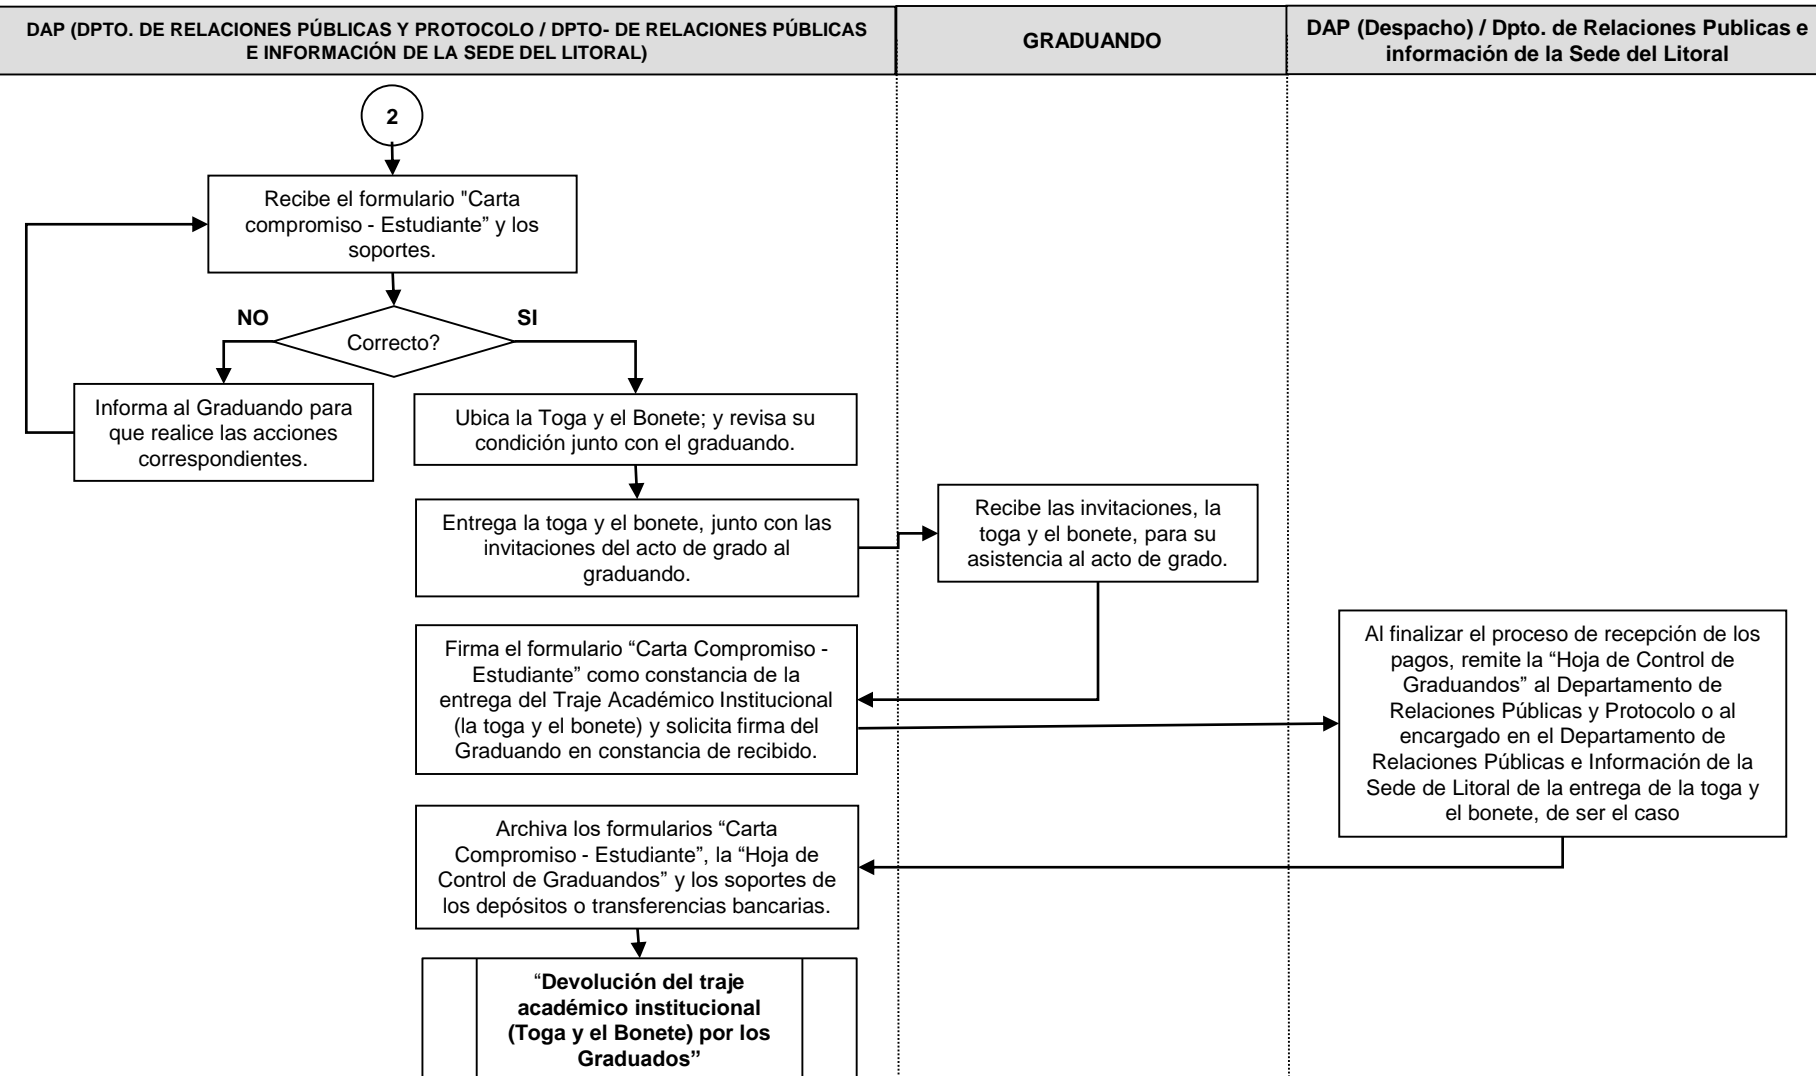 DAP (DPTO. DE RELACIONES PÚBLICAS Y PROTOCOLO / DPTO- DE RELACIONES PÚBLICAS
E INFORMACIÓN DE LA SEDE DEL LITORAL)
GRADUANDO
DAP (Despacho) / Dpto. de Relaciones Publicas e
información de la Sede del Litoral
2
Recibe el formulario "Carta
compromiso - Estudiante” y los
soportes.
NO
SI
Correcto?
Informa al Graduando para
que realice las acciones
correspondientes.
Ubica la Toga y el Bonete; y revisa su
condición junto con el graduando.
Entrega la toga y el bonete, junto con las
invitaciones del acto de grado al
graduando.
Recibe las invitaciones, la
toga y el bonete, para su
asistencia al acto de grado.
Firma el formulario “Carta Compromiso -
Estudiante” como constancia de la
entrega del Traje Académico Institucional
(la toga y el bonete) y solicita firma del
Graduando en constancia de recibido.
Al finalizar el proceso de recepción de los
pagos, remite la “Hoja de Control de
Graduandos” al Departamento de
Relaciones Públicas y Protocolo o al
encargado en el Departamento de
Relaciones Públicas e Información de la
Sede de Litoral de la entrega de la toga y
el bonete, de ser el caso
Archiva los formularios “Carta
Compromiso - Estudiante”, la “Hoja de
Control de Graduandos” y los soportes de
los depósitos o transferencias bancarias.
“Devolución del traje
académico institucional
(Toga y el Bonete) por los
Graduados”